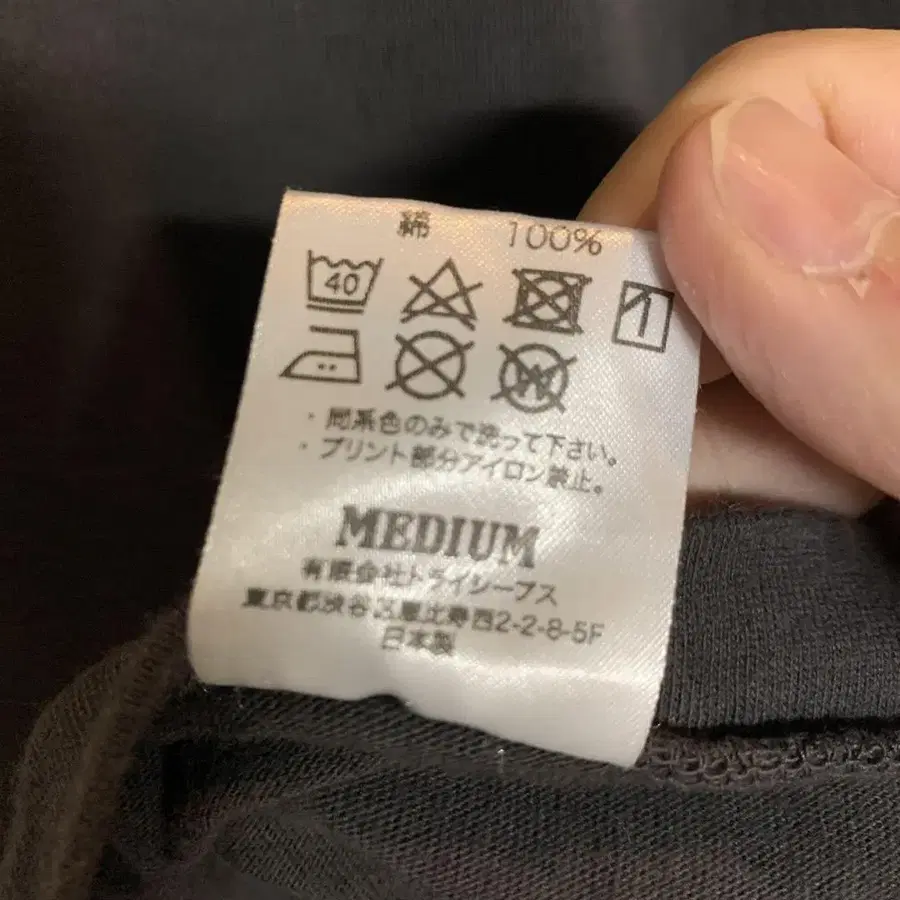 綿 100%
40
W
・同系色のみで洗って下さい。
・プリント部分アイロン禁止。
MEDIUM
有限会社トライシープス
東京都渋谷区恵比寿西2-2-8-5F
日本製